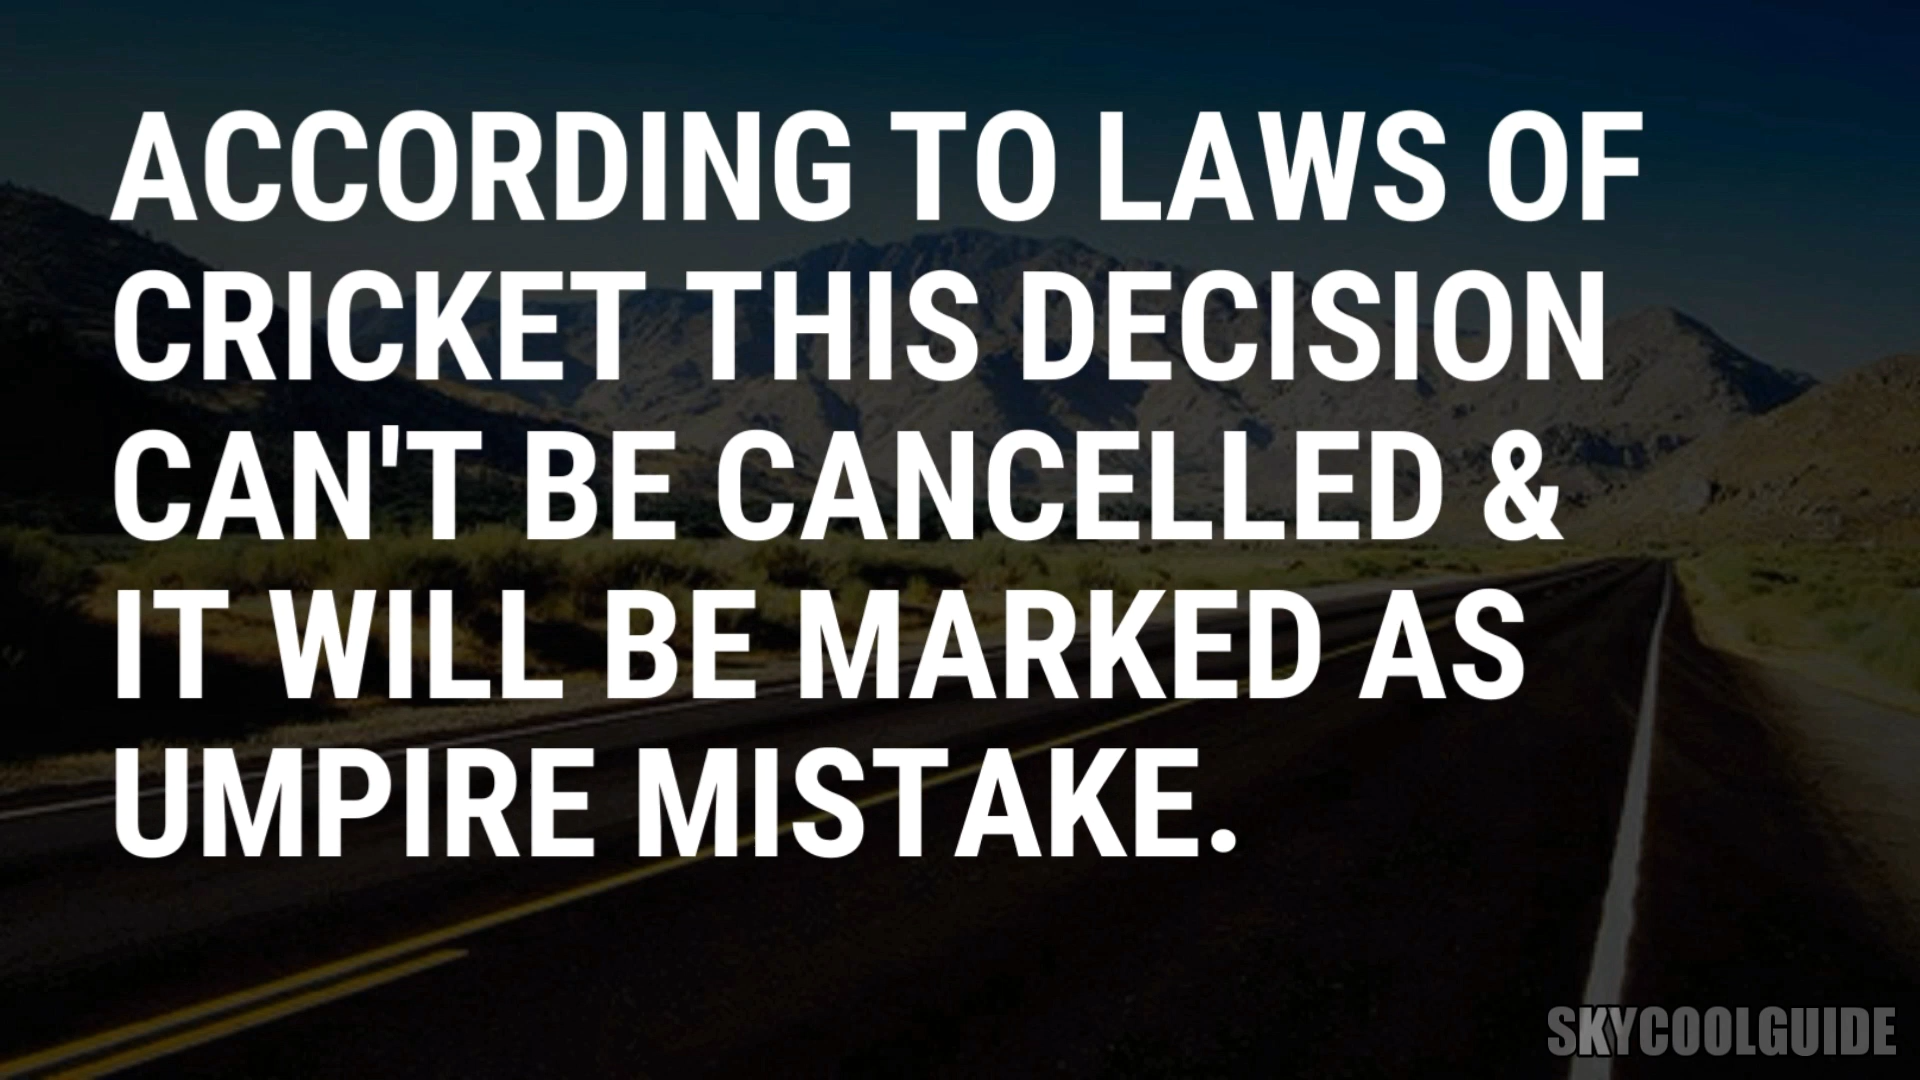 ACCORDING TO LAWS OF
CRICKET THIS DECISION
CAN'T BE CANCELLED &
IT WILL BE MARKED AS
UMPIRE MISTAKE.
SKYCOOLGUIDE